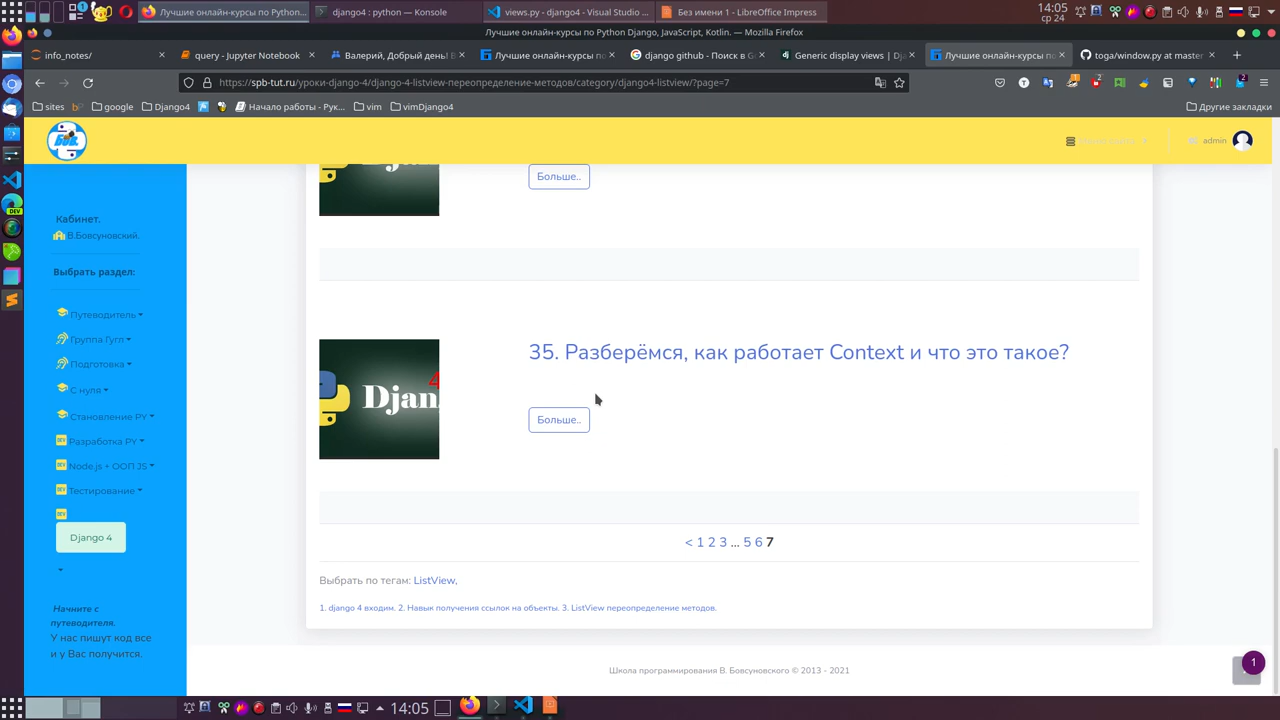 Лучшие онлайн-курсы по Python...
django4 : python — Konsole
views.py - django4 - Visual Studio ...
Без имени 1 - LibreOffice Impress
14:05
ср 24
Лучшие онлайн-курсы по Python Django, JavaScript, Kotlin. — Mozilla Firefox
info_notes/
query - Jupyter Notebook
Валерий, Добрый день! В
Лучшие онлайн-курсы по
django github - Поиск в G
Generic display views | Dja
Лучшие онлайн-курсы по
toga/window.py at master
https://spb-tut.ru/уроки-django-4/django-4-listview-переопределение-методов/category/django4-listview/?page=7
sites
google
Django4
Начало работы - Рук...
vim
vimDjango4
Другие закладки
Бов.
admin
Кабинет.
В.Бовсуновский.
Выбрать раздел:
Путеводитель
Группа Гугл
Подготовка
С нуля
Становление PY
Разработка PY
Node.js + ООП JS
Тестирование
Django 4
Начните с
путеводителя.
У нас пишут код все
и у Вас получится.
Больше..
35. Разберёмся, как работает Context и что это такое?
Djan
4
Больше..
< 1 2 3 ... 5 6 7
Выбрать по тегам: ListView,
1. django 4 входим. 2. Навык получения ссылок на объекты. 3. ListView переопределение методов.
Школа программирования В. Бовсуновского © 2013 - 2021
1
14:05